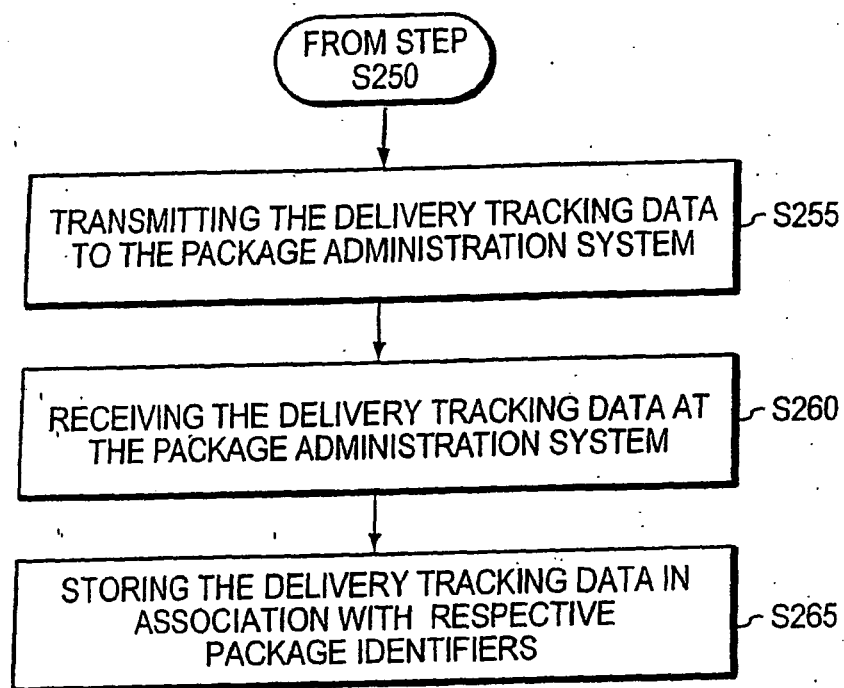 FROM STEP
S250
TRANSMITTING THE DELIVERY TRACKING DATA
TO THE PACKAGE ADMINISTRATION SYSTEM
S255
RECEIVING THE DELIVERY TRACKING DATA AT
THE PACKAGE ADMINISTRATION SYSTEM
S260
STORING THE DELIVERY TRACKING DATA IN
ASSOCIATION WITH RESPECTIVE
PACKAGE IDENTIFIERS
S265